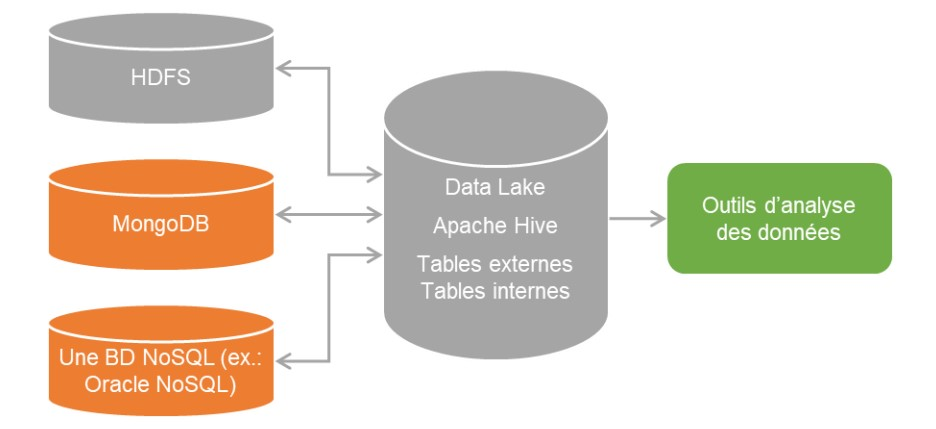 HDFS
MongoDB
Une BD NoSQL (ex.:
Oracle NoSQL)
Data Lake
Apache Hive
Tables externes
Tables internes
Outils d’analyse
des données